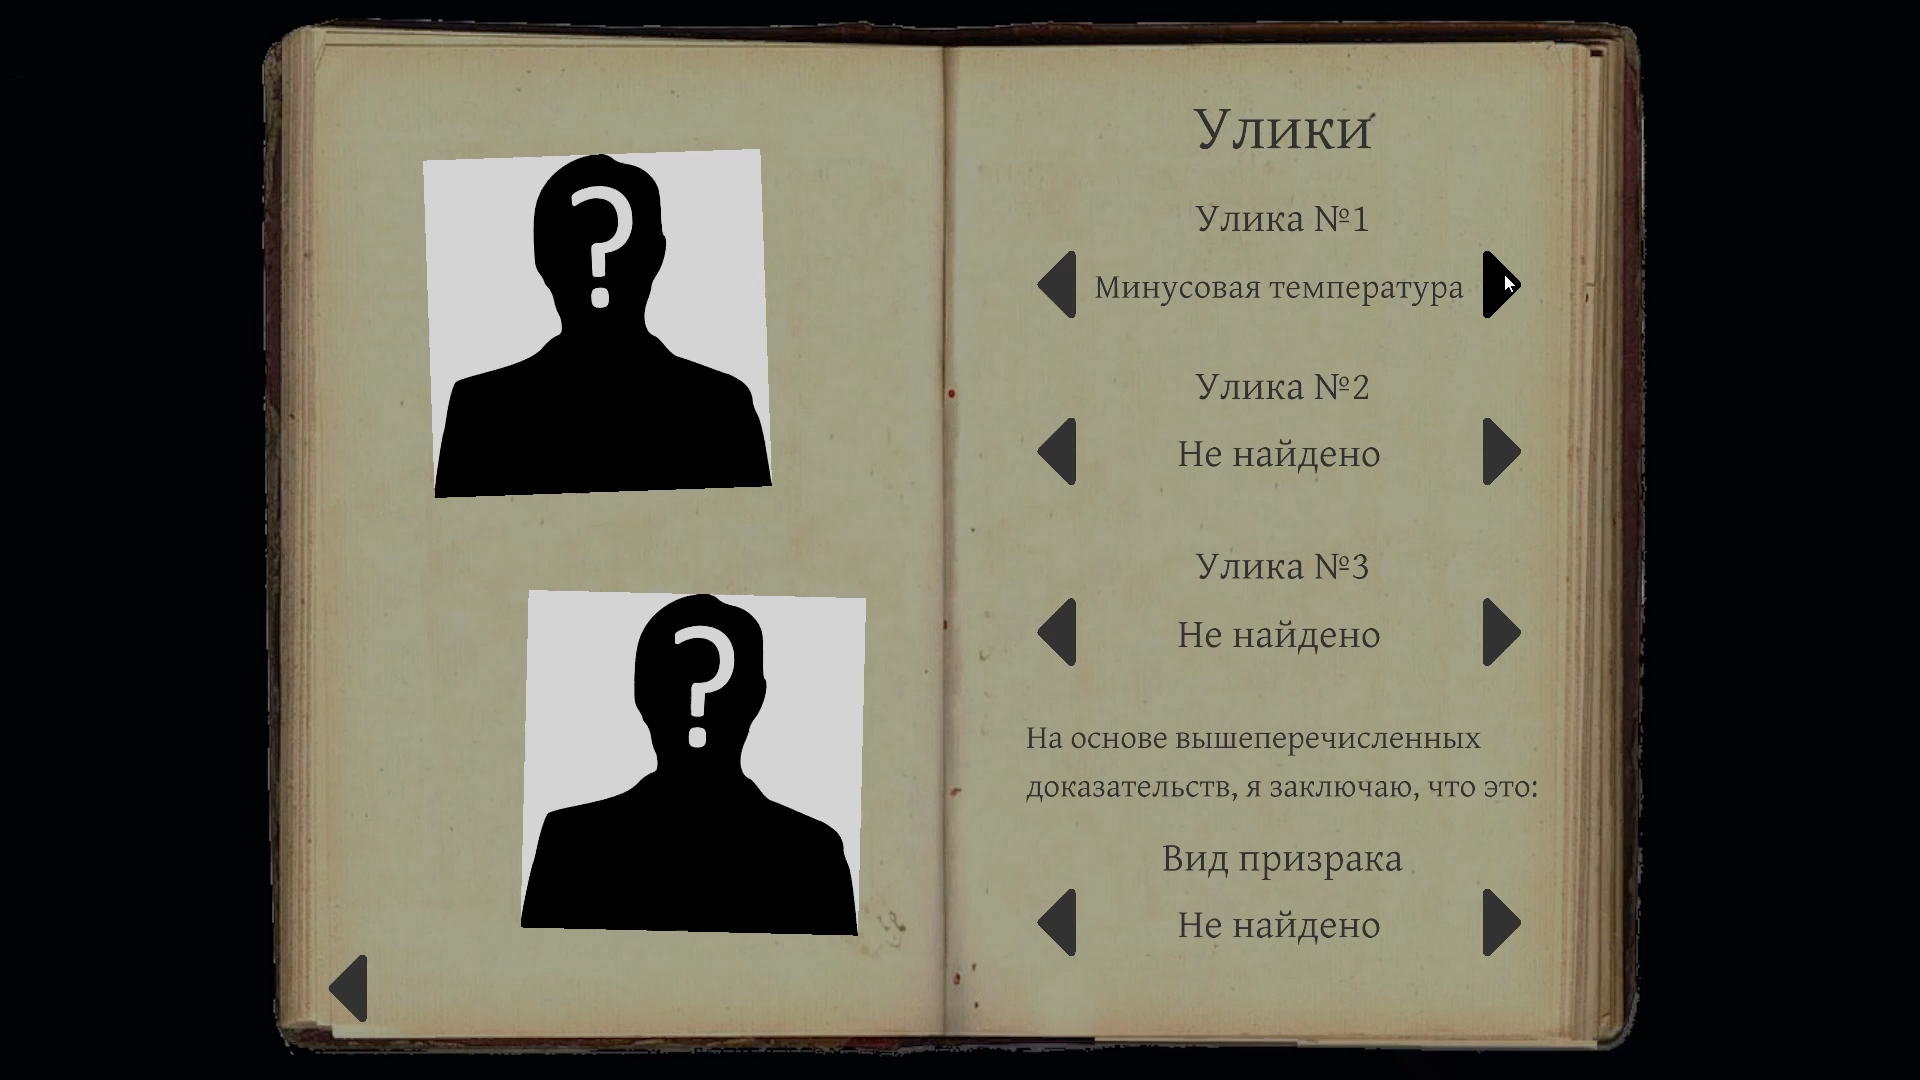 ?
?
Улики
Улика №1
Минусовая температура
Улика №2
Не найдено
Улика №3
Не найдено
На основе вышеперечисленных
доказательств, я заключаю, что это:
Вид призрака
Не найдено